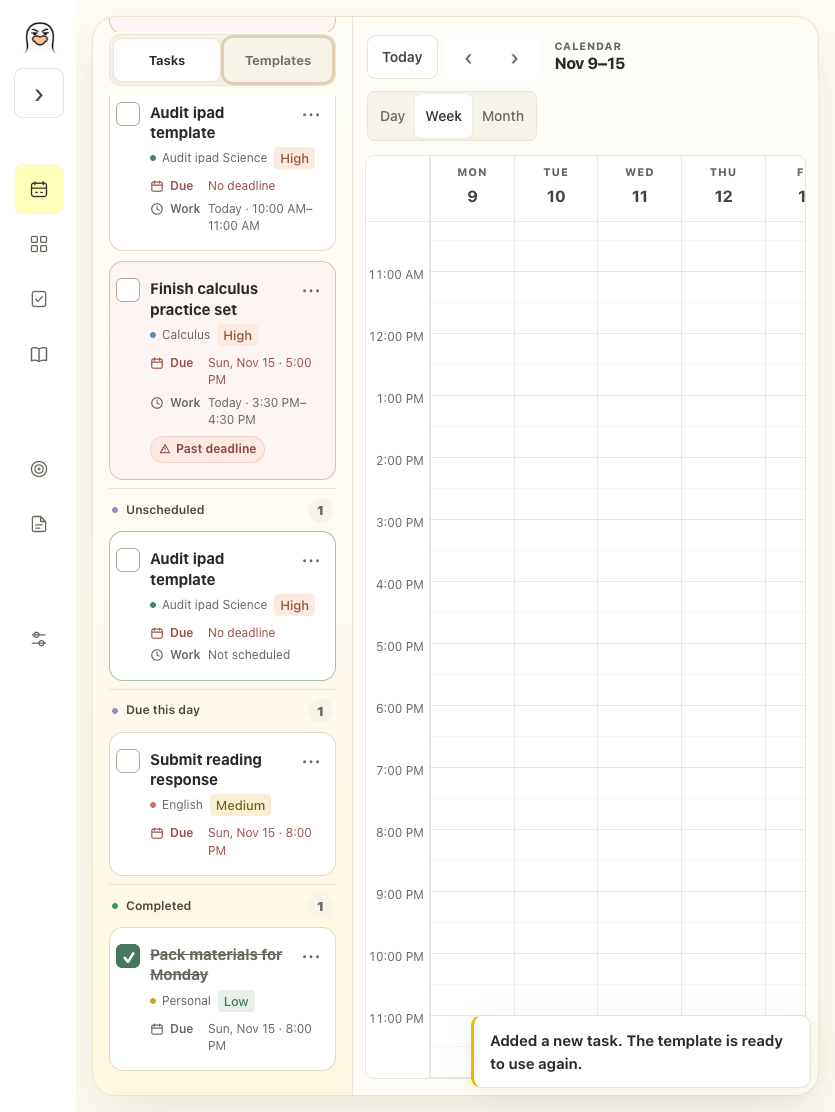 Tasks
Templates
Audit ipad
template
Audit ipad Science
High
Due
No deadline
Work
Today · 10:00 AM–
11:00 AM
Finish calculus
practice set
Calculus
High
Due
Sun, Nov 15 · 5:00
PM
Work
Today · 3:30 PM–
4:30 PM
Past deadline
Unscheduled
1
Audit ipad
template
Audit ipad Science
High
Due
No deadline
Work
Not scheduled
Due this day
1
Submit reading
response
English
Medium
Due
Sun, Nov 15 · 8:00
PM
Completed
1
Pack materials for
Monday
Personal
Low
Due
Sun, Nov 15 · 8:00
PM
Today
CALENDAR
Nov 9–15
Day
Week
Month
MON
9
TUE
10
WED
11
THU
12
F
1
11:00 AM
12:00 PM
1:00 PM
2:00 PM
3:00 PM
4:00 PM
5:00 PM
6:00 PM
7:00 PM
8:00 PM
9:00 PM
10:00 PM
11:00 PM
Added a new task. The template is ready
to use again.